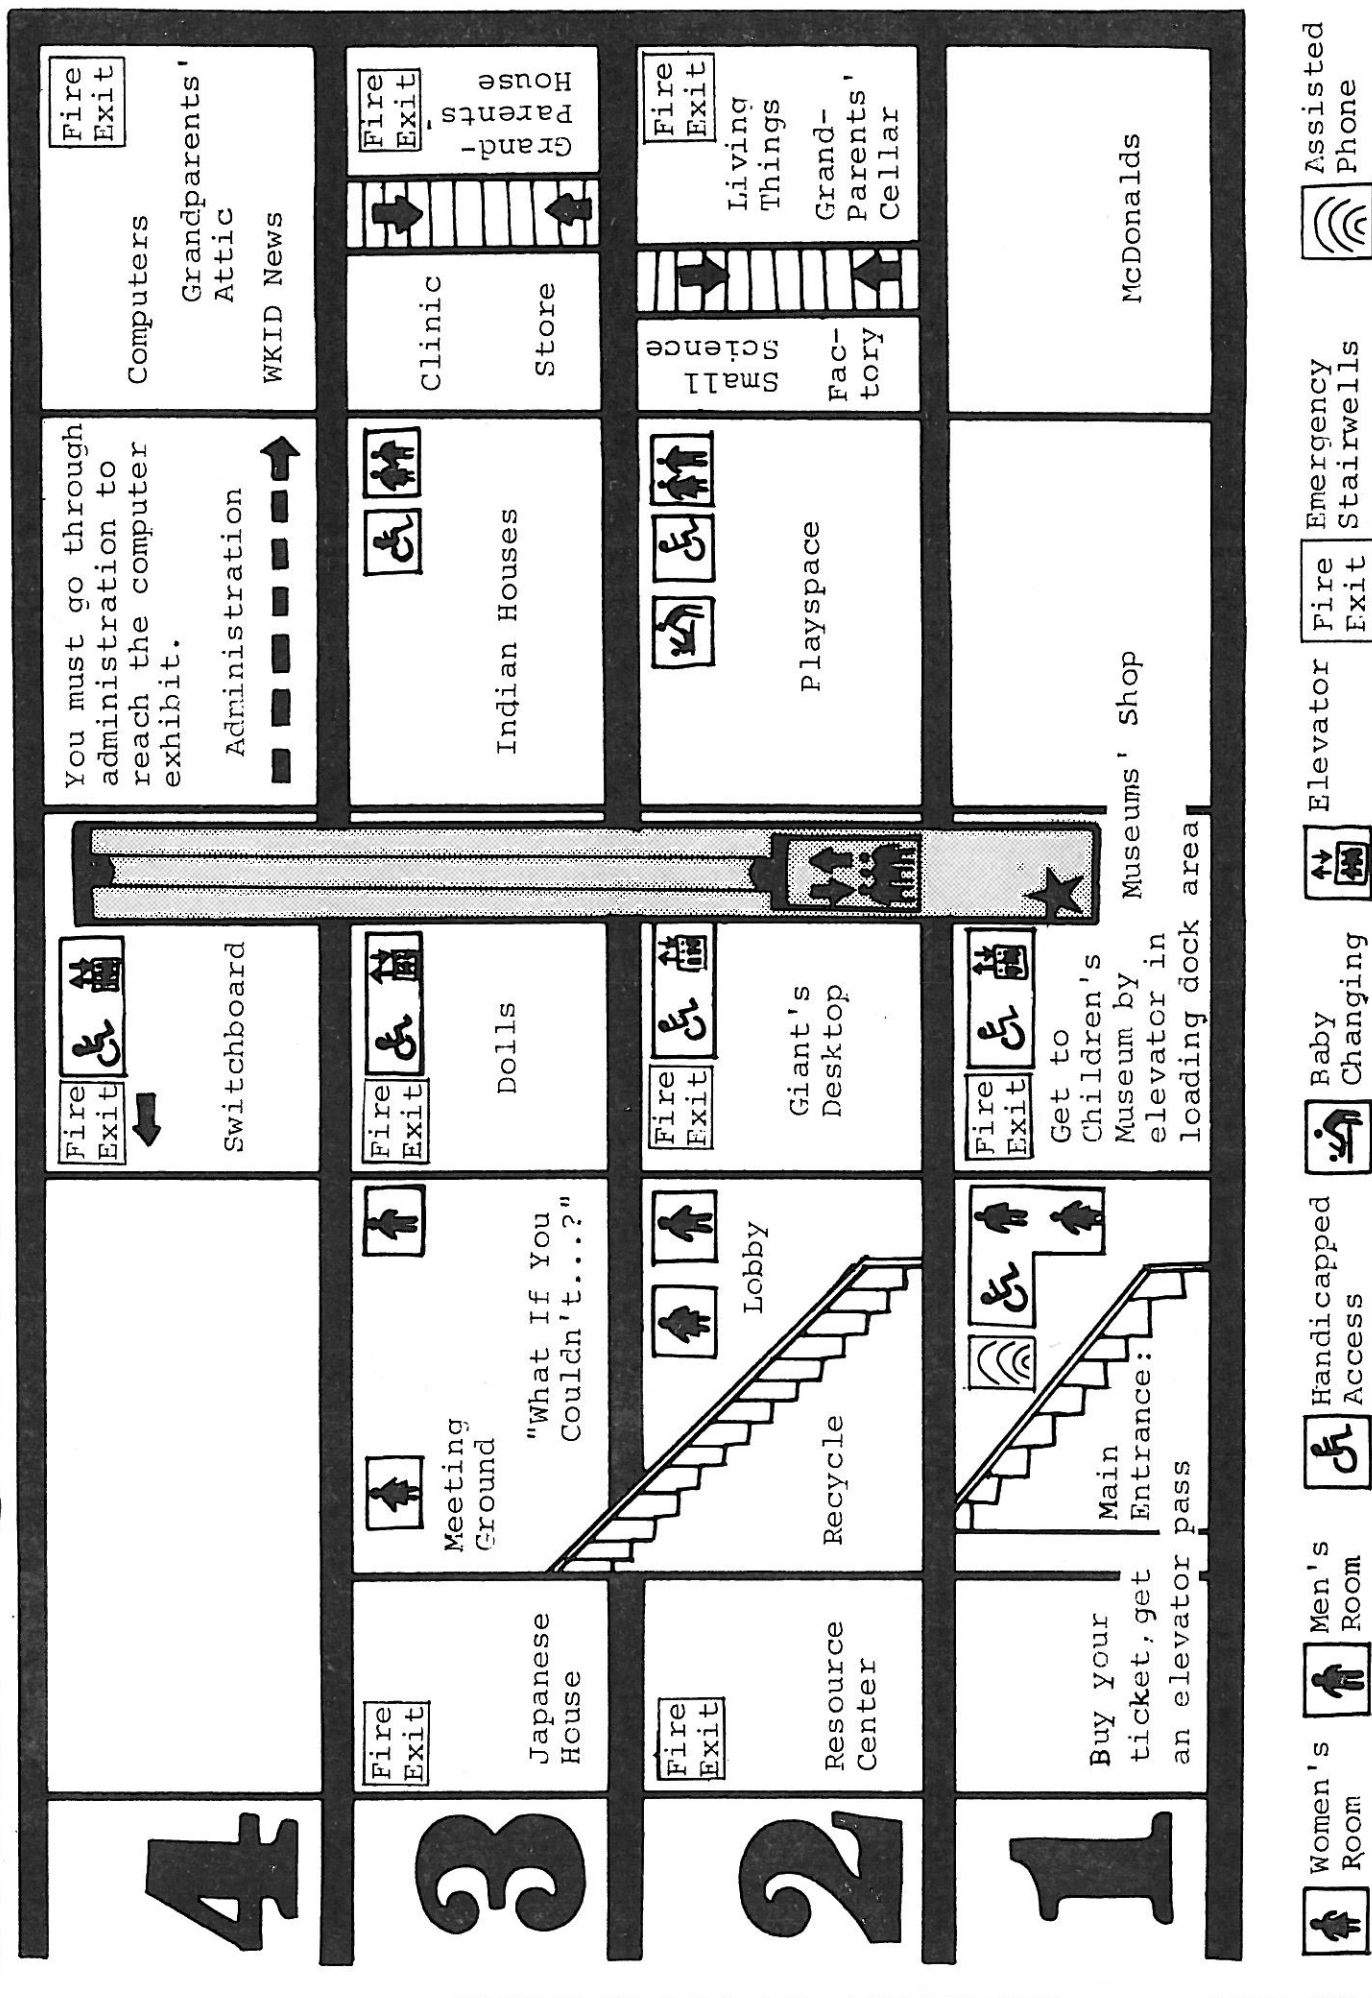 4
Fire
Exit
Switchboard
You must go through
administration to
reach the computer
exhibit.
Administration
Fire
Exit
Computers
Grandparents'
Attic
WKID News
3
Fire
Exit
Japanese
House
Meeting
Ground
"What If You
Couldn't...?"
Fire
Exit
Dolls
Indian Houses
Clinic
Store
Fire
Exit
Grand-
Parents
House
2
Fire
Exit
Resource
Center
Recycle
Lobby
Fire
Exit
Giant's
Desktop
Playspace
Small
Science
Fac-
tory
Fire
Exit
Living
Things
Grand-
Parents'
Cellar
1
Buy your
ticket, get
an elevator pass
Main
Entrance:
Fire
Exit
Get to
Children's
Museum by
elevator in
loading dock area
Museums' Shop
McDonalds
Women's
Room
Men's
Room
Handicapped
Access
Baby
Changing
Elevator
Fire
Exit
Emergency
Stairwells
Assisted
Phone